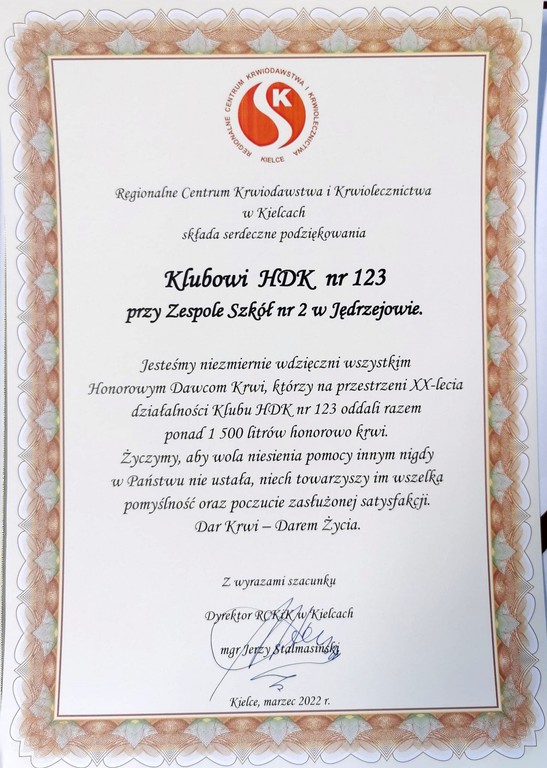 REGIONALNE CENTRUM KRWIODAWSTWA I KRWIOLECZNICTWA
SK
KIELCE
Regionalne Centrum Krwiodawstwa i Krwiolecznictwa
w Kielcach
składa serdeczne podziękowania
Klubowi HDK nr 123
przy Zespole Szkół nr 2 w Jędrzejowie.
Jesteśmy niezmiernie wdzięczni wszystkim
Honorowym Dawcom Krwi, którzy na przestrzeni XX-lecia
działalności Klubu HDK nr 123 oddali razem
ponad 1 500 litrów honorowo krwi.
Życzymy, aby wola niesienia pomocy innym nigdy
w Państwu nie ustała, niech towarzyszy im wszelka
pomyślność oraz poczucie zasłużonej satysfakcji.
Dar Krwi – Darem Życia.
Z wyrazami szacunku
Dyrektor RCKiK w Kielcach
mgr Jerzy Stalmasiński
Kielce, marzec 2022 r.